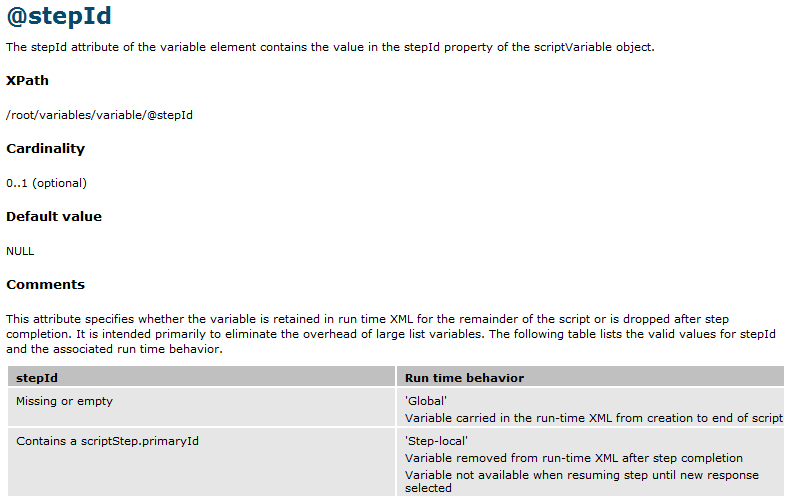 @stepId
The stepId attribute of the variable element contains the value in the stepId property of the scriptVariable object.
XPath
/root/variables/variable/@stepId
Cardinality
0..1 (optional)
Default value
NULL
Comments
This attribute specifies whether the variable is retained in run time XML for the remainder of the script or is dropped after step
completion. It is intended primarily to eliminate the overhead of large list variables. The following table lists the valid values for stepId
and the associated run time behavior.
stepId Run time behavior
Missing or empty 'Global'
Variable carried in the run-time XML from creation to end of script
Contains a scriptStep.primaryId 'Step-local'
Variable removed from run-time XML after step completion
Variable not available when resuming step until new response
selected